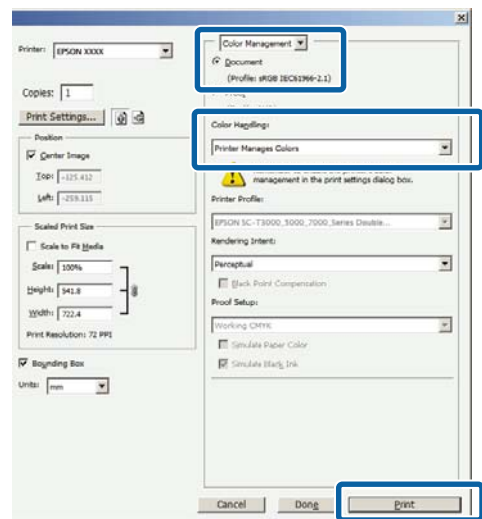 Printer: EPSON XXXX
Copies: 1
Print Settings...
Position
Center Image
Top: -125.412
Left: -259.115
Scaled Print Size
Scale to Fit Media
Scale: 100%
Height: 541.8
Width: 722.4
Print Resolution: 72 PPI
Bounding Box
Units: mm
Color Management
Document
(Profile: sRGB IEC61966-2.1)
Color Handling:
Printer Manages Colors
management in the print settings dialog box.
Printer Profile:
EPSON SC-T3000_5000_7000_Series Double...
Rendering Intent:
Perceptual
Black Point Compensation
Proof Setup:
Working CMYK
Simulate Paper Color
Simulate Black Ink
Cancel
Done
Print